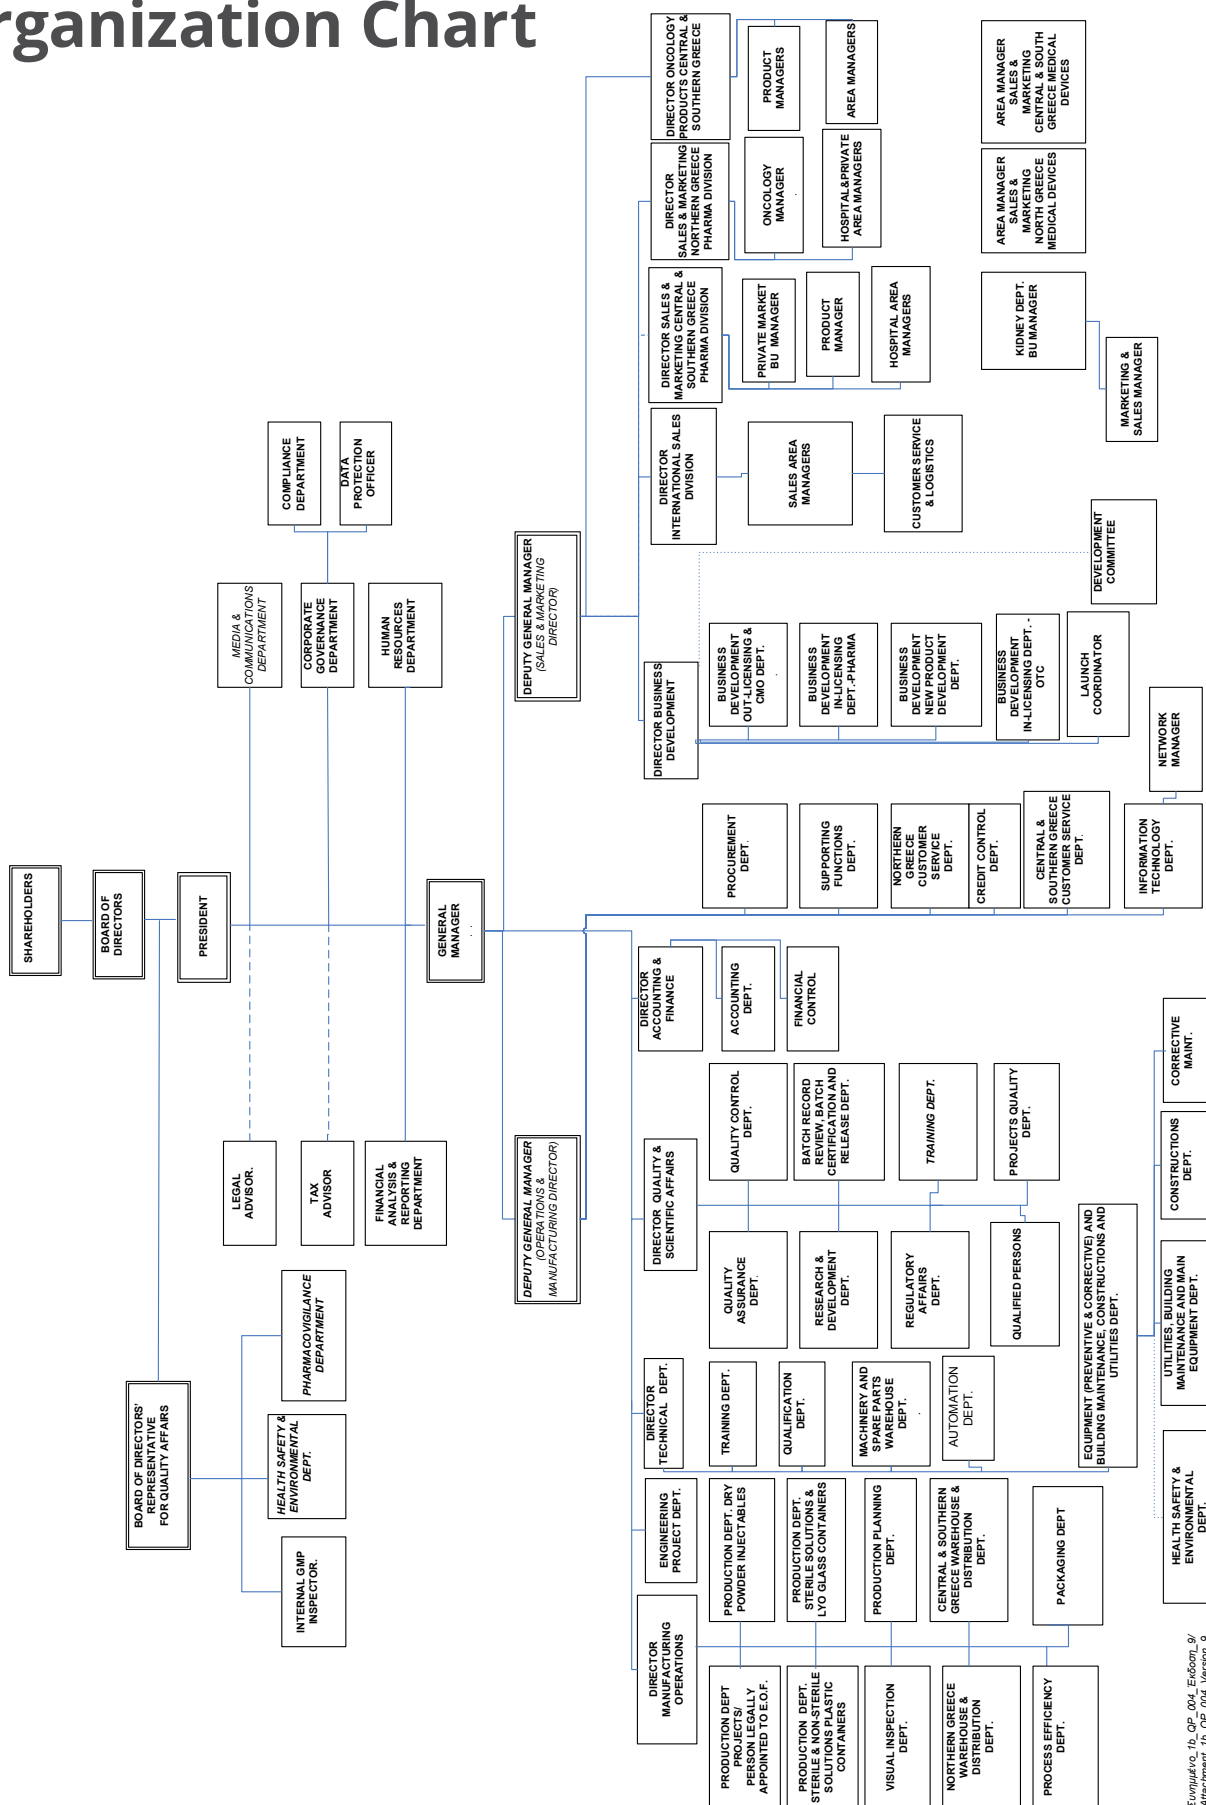 rganization Chart
SHAREHOLDERS
BOARD OF
DIRECTORS
PRESIDENT
BOARD OF DIRECTORS'
REPRESENTATIVE
FOR QUALITY AFFAIRS
INTERNAL GMP
INSPECTOR.
HEALTH SAFETY &
ENVIRONMENTAL
DEPT.
PHARMACOVIGILANCE
DEPARTMENT
LEGAL
ADVISOR.
TAX
ADVISOR
FINANCIAL
ANALYSIS &
REPORTING
DEPARTMENT
MEDIA &
COMMUNICATIONS
DEPARTMENT
CORPORATE
GOVERNANCE
DEPARTMENT
HUMAN
RESOURCES
DEPARTMENT
COMPLIANCE
DEPARTMENT
DATA
PROTECTION
OFFICER
GENERAL
MANAGER
. .
DEPUTY GENERAL MANAGER
(OPERATIONS &
MANUFACTURING DIRECTOR)
DEPUTY GENERAL MANAGER
(SALES & MARKETING
DIRECTOR)
DIRECTOR
MANUFACTURING
OPERATIONS
ENGINEERING
PROJECT DEPT.
DIRECTOR
TECHNICAL DEPT.
DIRECTOR QUALITY &
SCIENTIFIC AFFAIRS
DIRECTOR
ACCOUNTING &
FINANCE
DIRECTOR BUSINESS
DEVELOPMENT
DIRECTOR
INTERNATIONAL SALES
DIVISION
DIRECTOR SALES &
MARKETING CENTRAL &
SOUTHERN GREECE
PHARMA DIVISION
DIRECTOR
SALES & MARKETING
NORTHERN GREECE
PHARMA DIVISION
DIRECTOR ONCOLOGY
PRODUCTS CENTRAL &
SOUTHERN GREECE
PRODUCTION DEPT
PROJECTS/
PERSON LEGALLY
APPOINTED TO E.O.F.
PRODUCTION DEPT.
STERILE & NON-STERILE
SOLUTIONS PLASTIC
CONTAINERS
VISUAL INSPECTION
DEPT.
NORTHERN GREECE
WAREHOUSE &
DISTRIBUTION
DEPT.
PROCESS EFFICIENCY
DEPT.
PRODUCTION DEPT. DRY
POWDER INJECTABLES
PRODUCTION DEPT.
STERILE SOLUTIONS &
LYO GLASS CONTAINERS
PRODUCTION PLANNING
DEPT.
CENTRAL & SOUTHERN
GREECE WAREHOUSE &
DISTRIBUTION
DEPT.
PACKAGING DEPT
TRAINING DEPT.
QUALIFICATION
DEPT.
MACHINERY AND
SPARE PARTS
WAREHOUSE
DEPT.
.
AUTOMATION
DEPT.
EQUIPMENT (PREVENTIVE & CORRECTIVE) AND
BUILDING MAINTENANCE, CONSTRUCTIONS AND
UTILITIES DEPT.
HEALTH SAFETY &
ENVIRONMENTAL
DEPT.
UTILITIES, BUILDING
MAINTENANCE AND MAIN
EQUIPMENT DEPT.
CONSTRUCTIONS
DEPT.
CORRECTIVE
MAINT.
QUALITY
ASSURANCE
DEPT.
RESEARCH &
DEVELOPMENT
DEPT.
REGULATORY
AFFAIRS
DEPT.
QUALIFIED PERSONS
QUALITY CONTROL
DEPT.
BATCH RECORD
REVIEW, BATCH
CERTIFICATION AND
RELEASE DEPT.
TRAINING DEPT.
PROJECTS QUALITY
DEPT.
ACCOUNTING
DEPT.
FINANCIAL
CONTROL
PROCUREMENT
DEPT.
SUPPORTING
FUNCTIONS
DEPT.
NORTHERN
GREECE
CUSTOMER
SERVICE
DEPT.
CREDIT CONTROL
DEPT.
CENTRAL &
SOUTHERN GREECE
CUSTOMER SERVICE
DEPT.
INFORMATION
TECHNOLOGY
DEPT.
NETWORK
MANAGER
BUSINESS
DEVELOPMENT
OUT-LICENSING &
CMO DEPT.
.
BUSINESS
DEVELOPMENT
IN-LICENSING
DEPT.-PHARMA
BUSINESS
DEVELOPMENT
NEW PRODUCT
DEVELOPMENT
DEPT.
BUSINESS
DEVELOPMENT
IN-LICENSING DEPT. -
OTC
LAUNCH
COORDINATOR
DEVELOPMENT
COMMITTEE
SALES AREA
MANAGERS
CUSTOMER SERVICE
& LOGISTICS
PRIVATE MARKET
BU MANAGER
PRODUCT
MANAGER
HOSPITAL AREA
MANAGERS
ONCOLOGY
MANAGER
.
HOSPITAL&PRIVATE
AREA MANAGERS
PRODUCT
MANAGERS
AREA MANAGERS
KIDNEY DEPT.
BU MANAGER
MARKETING &
SALES MANAGER
AREA MANAGER
SALES &
MARKETING
NORTH GREECE
MEDICAL DEVICES
AREA MANAGER
SALES &
MARKETING
CENTRAL & SOUTH
GREECE MEDICAL
DEVICES
Συνημμένο_1b_QP_004_Έκδοση_9/
Attachment_1b_QP_004_Version_9